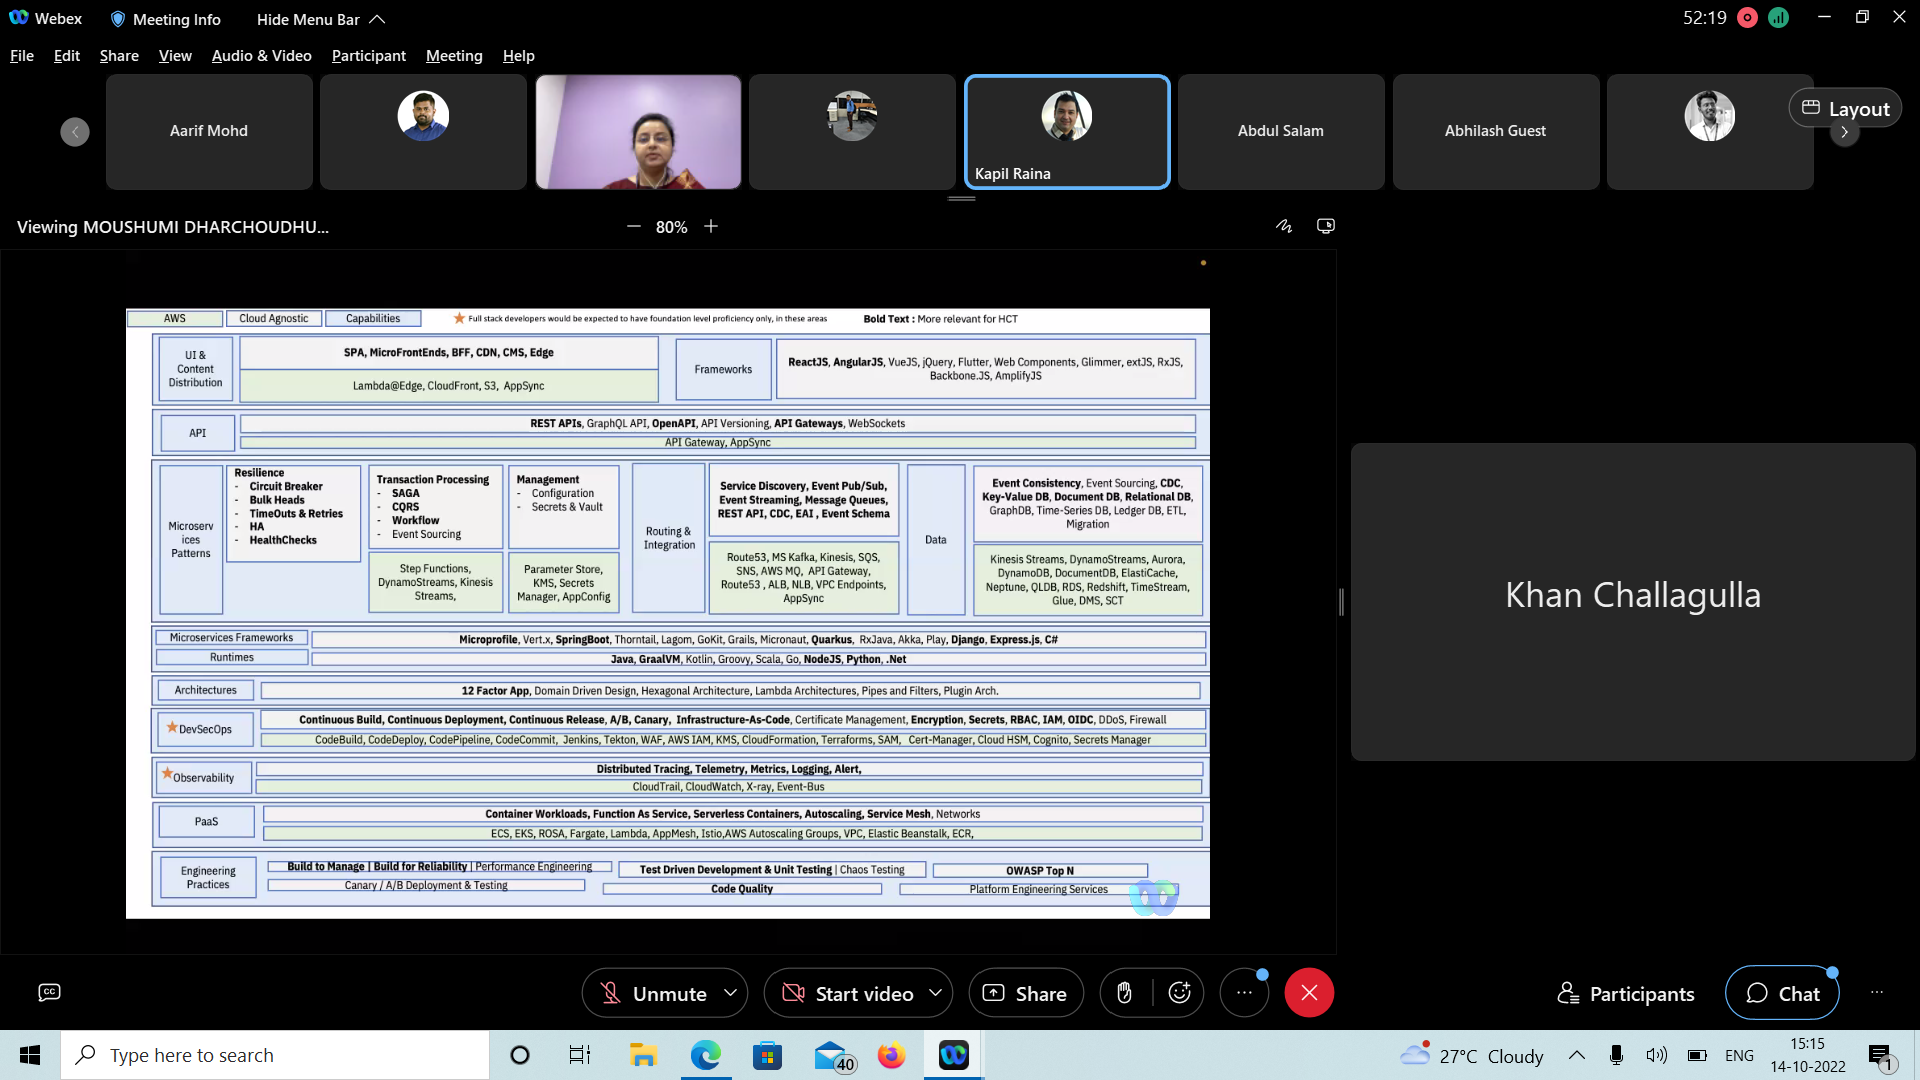 Webex
Meeting Info
Hide Menu Bar
52:19
File Edit Share View Audio & Video Participant Meeting Help
Aarif Mohd
Kapil Raina
Abdul Salam
Abhilash Guest
Layout
Viewing MOUSHUMI DHARCHOUDHU...
80%
AWS
Cloud Agnostic
Capabilities
Full stack developers would be expected to have foundation level proficiency only, in these areas
Bold Text : More relevant for HCT
UI &
Content
Distribution
SPA, MicroFrontEnds, BFF, CDN, CMS, Edge
Lambda@Edge, CloudFront, S3, AppSync
Frameworks
ReactJS, AngularJS, VueJS, jQuery, Flutter, Web Components, Glimmer, extJS, RxJS,
Backbone.JS, AmplifyJS
API
REST APIs, GraphQL API, OpenAPI, API Versioning, API Gateways, WebSockets
API Gateway, AppSync
Microserv
ices
Patterns
Resilience
- Circuit Breaker
- Bulk Heads
- TimeOuts & Retries
- HA
- HealthChecks
Transaction Processing
- SAGA
- CQRS
- Workflow
- Event Sourcing
Step Functions,
DynamoStreams, Kinesis
Streams,
Management
- Configuration
- Secrets & Vault
Parameter Store,
KMS, Secrets
Manager, AppConfig
Routing &
Integration
Service Discovery, Event Pub/Sub,
Event Streaming, Message Queues,
REST API, CDC, EAI , Event Schema
Route53, MS Kafka, Kinesis, SQS,
SNS, AWS MQ, API Gateway,
Route53 , ALB, NLB, VPC Endpoints,
AppSync
Data
Event Consistency, Event Sourcing, CDC,
Key-Value DB, Document DB, Relational DB,
GraphDB, Time-Series DB, Ledger DB, ETL,
Migration
Kinesis Streams, DynamoStreams, Aurora,
DynamoDB, DocumentDB, ElastiCache,
Neptune, QLDB, RDS, Redshift, TimeStream,
Glue, DMS, SCT
Microservices Frameworks
Microprofile, Vert.x, SpringBoot, Thorntail, Lagom, GoKit, Grails, Micronaut, Quarkus, RxJava, Akka, Play, Django, Express.js, C#
Runtimes
Java, GraalVM, Kotlin, Groovy, Scala, Go, NodeJS, Python, .Net
Architectures
12 Factor App, Domain Driven Design, Hexagonal Architecture, Lambda Architectures, Pipes and Filters, Plugin Arch.
DevSecOps
Continuous Build, Continuous Deployment, Continuous Release, A/B, Canary, Infrastructure-As-Code, Certificate Management, Encryption, Secrets, RBAC, IAM, OIDC, DDoS, Firewall
CodeBuild, CodeDeploy, CodePipeline, CodeCommit, Jenkins, Tekton, WAF, AWS IAM, KMS, CloudFormation, Terraforms, SAM, Cert-Manager, Cloud HSM, Cognito, Secrets Manager
Observability
Distributed Tracing, Telemetry, Metrics, Logging, Alert,
CloudTrail, CloudWatch, X-ray, Event-Bus
PaaS
Container Workloads, Function As Service, Serverless Containers, Autoscaling, Service Mesh, Networks
ECS, EKS, ROSA, Fargate, Lambda, AppMesh, Istio,AWS Autoscaling Groups, VPC, Elastic Beanstalk, ECR,
Engineering
Practices
Build to Manage | Build for Reliability | Performance Engineering
Test Driven Development & Unit Testing | Chaos Testing
OWASP Top N
Canary / A/B Deployment & Testing
Code Quality
Platform Engineering Services
Khan Challagulla
CC
Unmute
Start video
Share
Participants
Chat
Type here to search
40
27°C Cloudy
ENG
15:15
14-10-2022
1